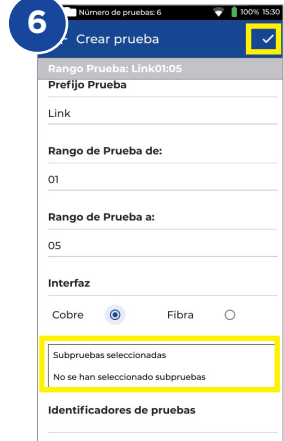 6
Número de pruebas: 6 100% 15:30
Crear prueba
Rango Prueba: Link01:05
Prefijo Prueba
Link
Rango de Prueba de:
01
Rango de Prueba a:
05
Interfaz
Cobre Fibra
Subpruebas seleccionadas
No se han seleccionado subpruebas
Identificadores de pruebas